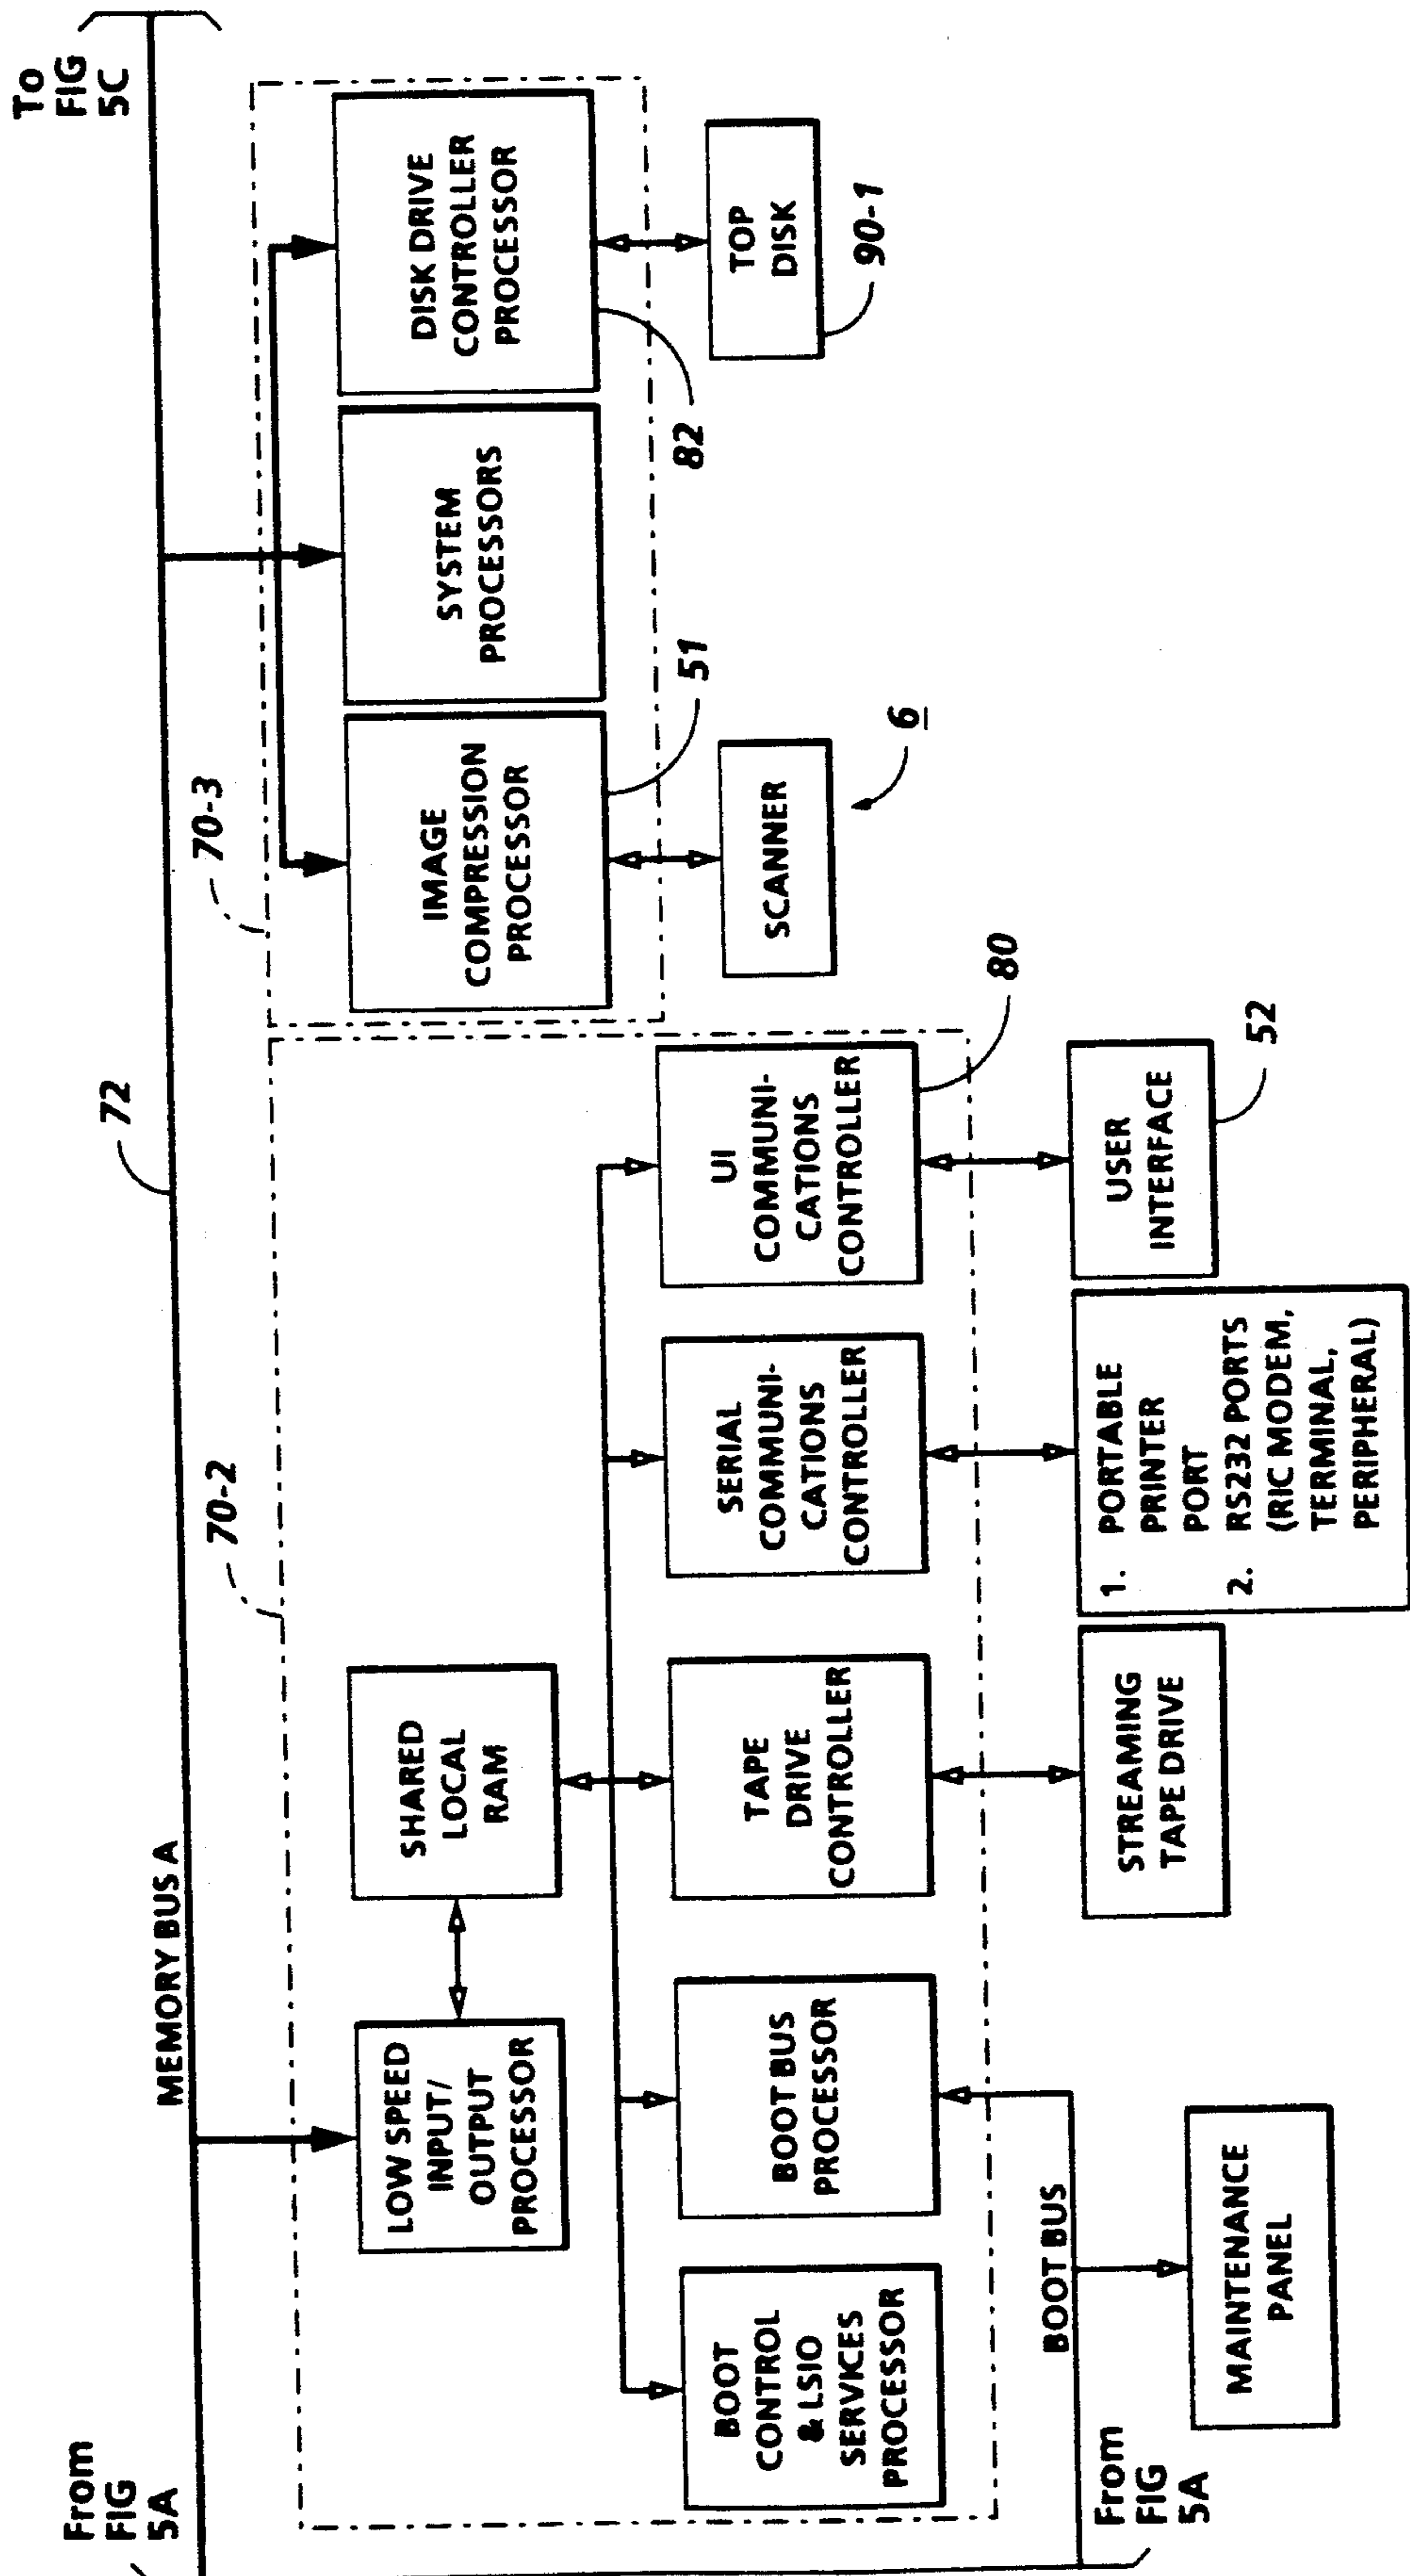 From
FIG
5A
MEMORY BUS A
72
To
FIG
5C
70-2
70-3
LOW SPEED
INPUT/
OUTPUT
PROCESSOR
SHARED
LOCAL
RAM
IMAGE
COMPRESSION
PROCESSOR
SYSTEM
PROCESSORS
DISK DRIVE
CONTROLLER
PROCESSOR
51
82
SCANNER
6
TOP
DISK
90-1
BOOT
CONTROL
& LSIO
SERVICES
PROCESSOR
BOOT BUS
PROCESSOR
TAPE
DRIVE
CONTROLLER
SERIAL
COMMUNI-
CATIONS
CONTROLLER
UI
COMMUNI-
CATIONS
CONTROLLER
80
BOOT BUS
From
FIG
5A
MAINTENANCE
PANEL
STREAMING
TAPE DRIVE
1. PORTABLE
PRINTER
PORT
2. RS232 PORTS
(RIC MODEM,
TERMINAL,
PERIPHERAL)
USER
INTERFACE
52